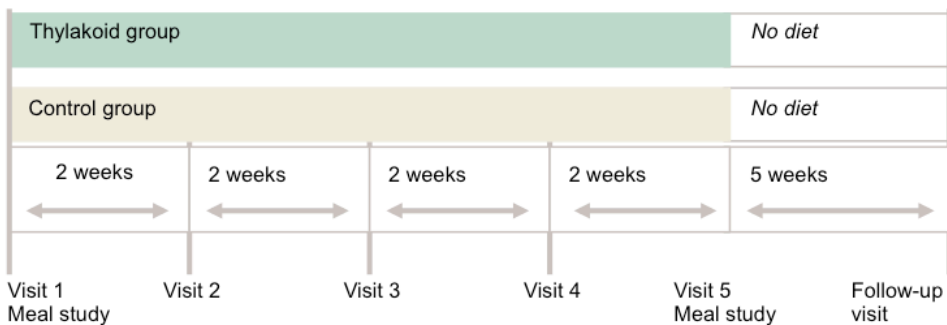 Thylakoid group
No diet
Control group
No diet
2 weeks
2 weeks
2 weeks
2 weeks
5 weeks
Visit 1
Meal study
Visit 2
Visit 3
Visit 4
Visit 5
Meal study
Follow-up
visit